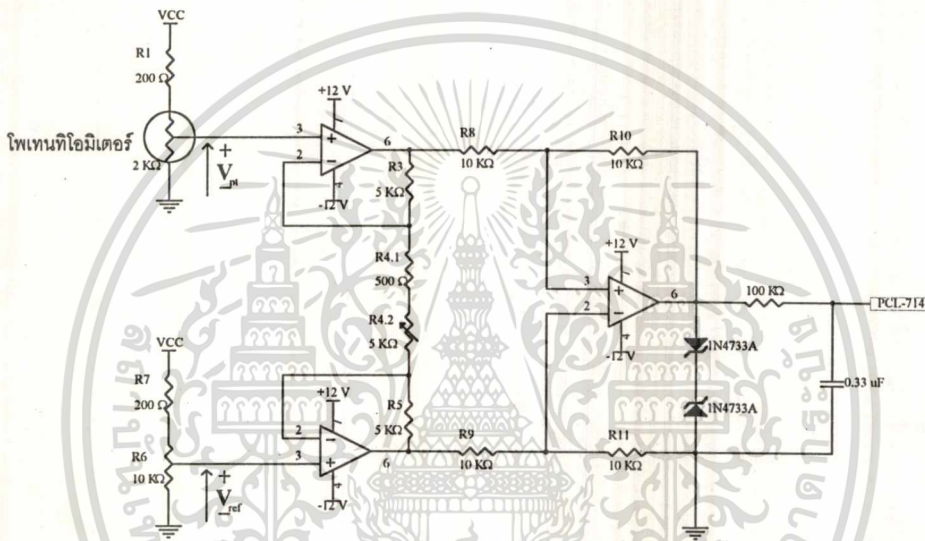 VCC
R1
200 Ω
โพเทนทิโอมิเตอร์
2 KΩ
+
V_pt
+12 V
3
+
2
−
6
4
-12 V
R3
5 KΩ
R4.1
500 Ω
R4.2
5 KΩ
R5
5 KΩ
VCC
R7
200 Ω
R6
10 KΩ
+
V_ref
+12 V
2
−
3
+
6
4
-12 V
R8
10 KΩ
R9
10 KΩ
R10
10 KΩ
R11
10 KΩ
+12 V
3
+
2
−
6
4
-12 V
100 KΩ
PCL-714
1N4733A
1N4733A
0.33 uF